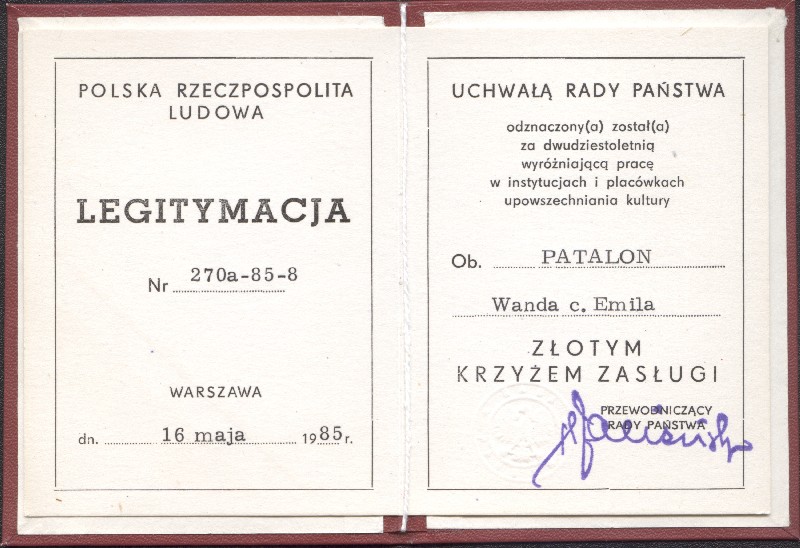 POLSKA RZECZPOSPOLITA
LUDOWA
LEGITYMACJA
Nr 270a-85-8
WARSZAWA
dn. 16 maja 1985 r.
UCHWAŁĄ RADY PAŃSTWA
odznaczony(a) został(a)
za dwudziestoletnią
wyróżniającą pracę
w instytucjach i placówkach
upowszechniania kultury
Ob. PATALON
Wanda c. Emila
ZŁOTYM
KRZYŻEM ZASŁUGI
PRZEWODNICZĄCY
RADY PAŃSTWA